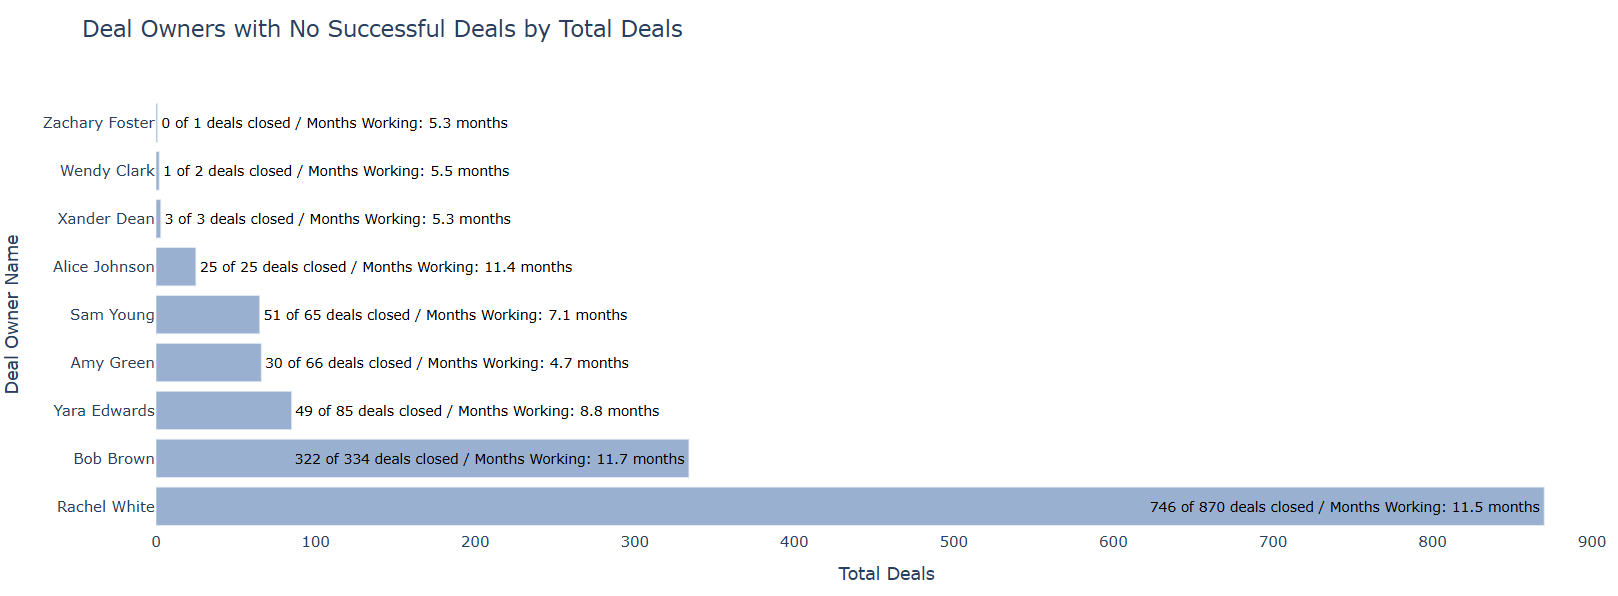 Deal Owners with No Successful Deals by Total Deals
Deal Owner Name
Zachary Foster 0 of 1 deals closed / Months Working: 5.3 months
Wendy Clark 1 of 2 deals closed / Months Working: 5.5 months
Xander Dean 3 of 3 deals closed / Months Working: 5.3 months
Alice Johnson 25 of 25 deals closed / Months Working: 11.4 months
Sam Young 51 of 65 deals closed / Months Working: 7.1 months
Amy Green 30 of 66 deals closed / Months Working: 4.7 months
Yara Edwards 49 of 85 deals closed / Months Working: 8.8 months
Bob Brown 322 of 334 deals closed / Months Working: 11.7 months
Rachel White 746 of 870 deals closed / Months Working: 11.5 months
0 100 200 300 400 500 600 700 800 900
Total Deals